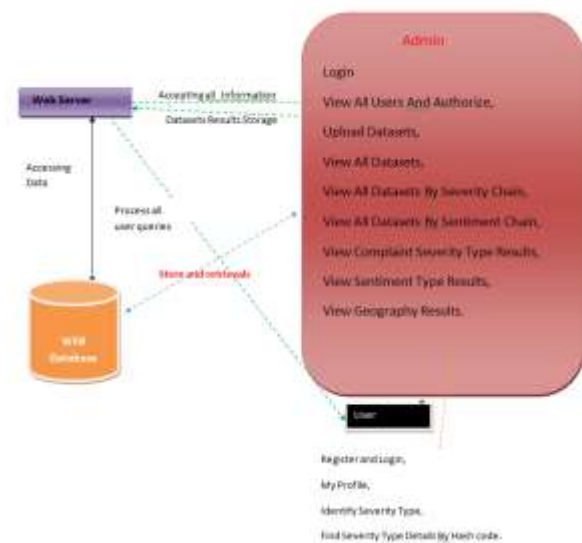 Admin
Login
View All Users And Authorize,
Upload Datasets,
View All Datasets,
View All Datasets By Severity Chain,
View All Datasets By Sentiment Chain,
View Complaint Severity Type Results,
View Sentiment Type Results,
View Geography Results.
Web Server
Accepting all Information
Datasets Results Storage
Accessing
Data
Process all
user queries
Store and retrievals
WEB
Database
User
Register and Login,
My Profile,
Identify Severity Type,
Find Severity Type Details By Hash code.